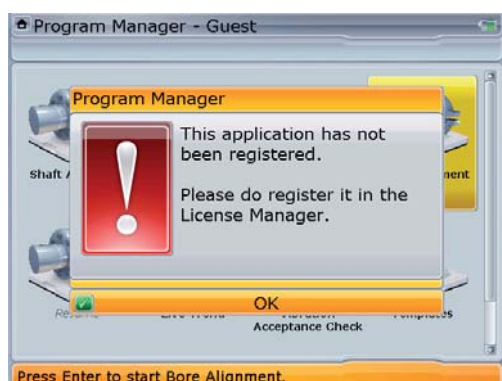 Program Manager - Guest
Program Manager
This application has not
been registered.
Please do register it in the
License Manager.
Shaft
OK
Acceptance Check
Press Enter to start Bore Alignment.